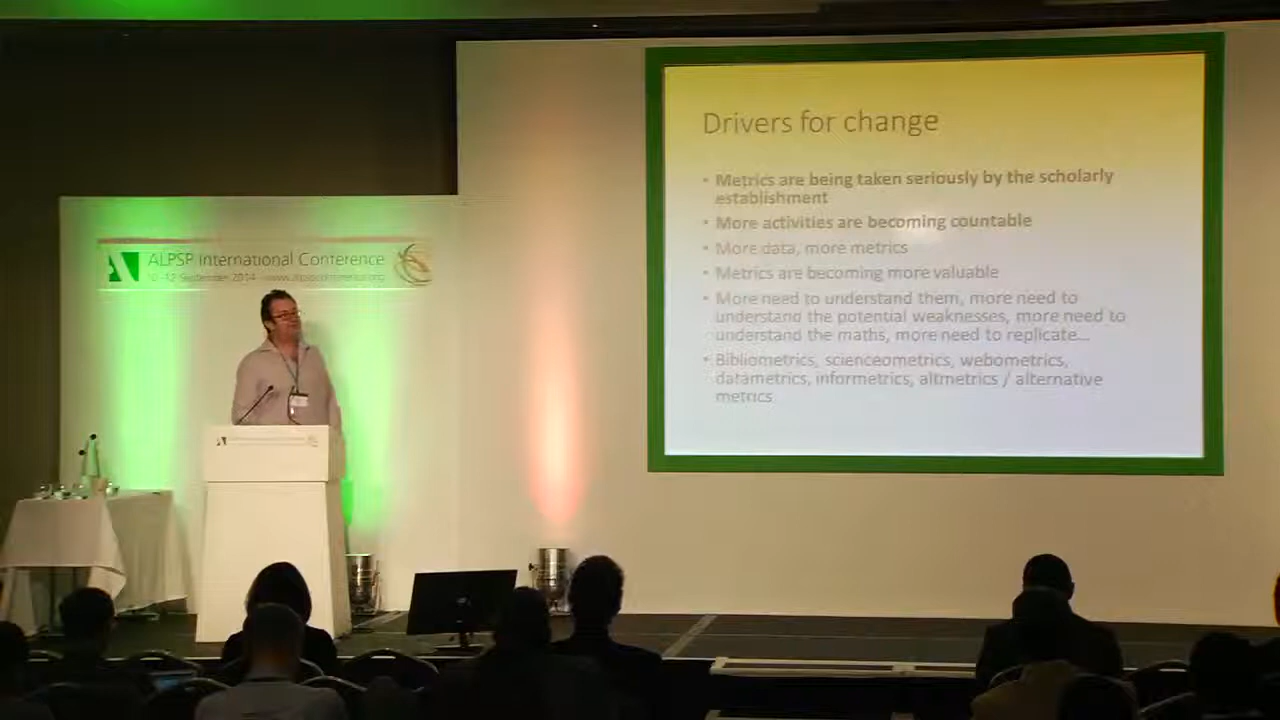 Drivers for change
• Metrics are being taken seriously by the scholarly
establishment
• More activities are becoming countable
• More data, more metrics
• Metrics are becoming more valuable
• More need to understand them, more need to
understand the potential weaknesses, more need to
understand the maths, more need to replicate...
• Bibliometrics, scienceometrics, webometrics,
datametrics, informetrics, altmetrics / alternative
metrics
ALPSP International Conference
September 2014